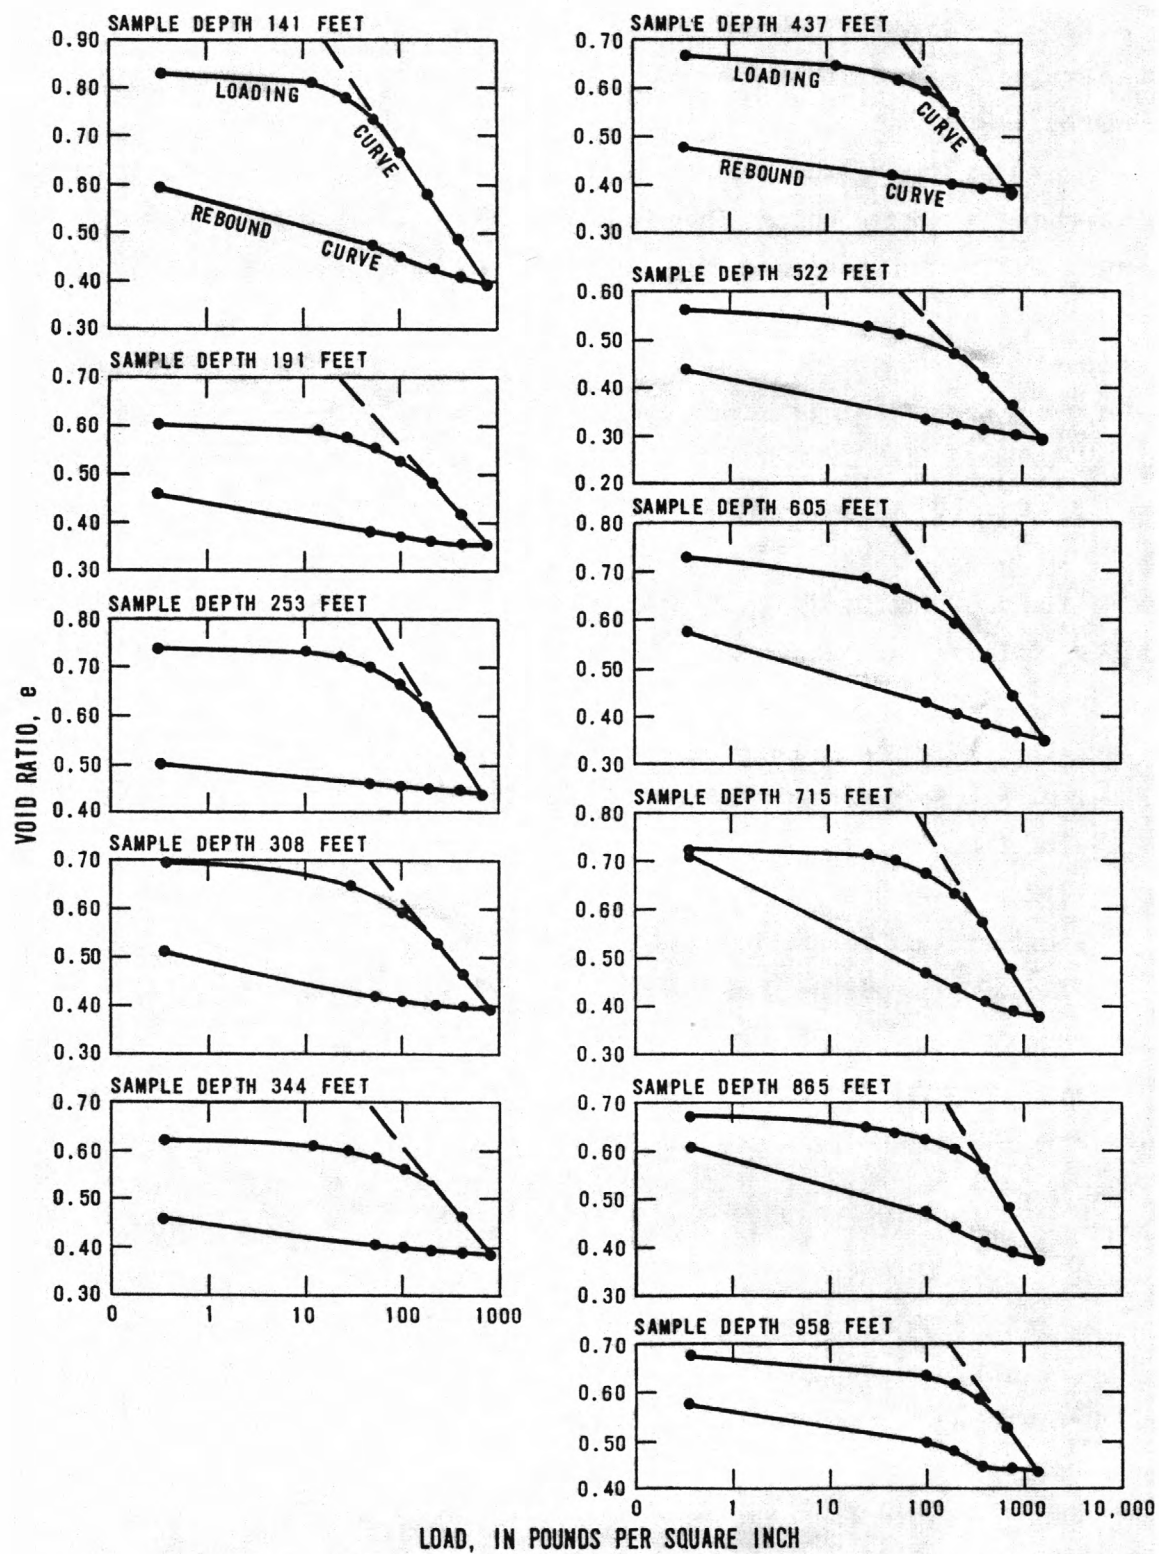 SAMPLE DEPTH 141 FEET
0.90
0.80
0.70
0.60
0.50
0.40
0.30
LOADING
CURVE
REBOUND
CURVE
SAMPLE DEPTH 191 FEET
0.70
0.60
0.50
0.40
0.30
SAMPLE DEPTH 253 FEET
0.80
0.70
0.60
0.50
0.40
SAMPLE DEPTH 308 FEET
0.70
0.60
0.50
0.40
0.30
SAMPLE DEPTH 344 FEET
0.70
0.60
0.50
0.40
0.30
0 1 10 100 1000
VOID RATIO, e
SAMPLE DEPTH 437 FEET
0.70
0.60
0.50
0.40
0.30
LOADING
CURVE
REBOUND
CURVE
SAMPLE DEPTH 522 FEET
0.60
0.50
0.40
0.30
0.20
SAMPLE DEPTH 605 FEET
0.80
0.70
0.60
0.50
0.40
0.30
SAMPLE DEPTH 715 FEET
0.80
0.70
0.60
0.50
0.40
0.30
SAMPLE DEPTH 865 FEET
0.70
0.60
0.50
0.40
0.30
SAMPLE DEPTH 958 FEET
0.70
0.60
0.50
0.40
0 1 10 100 1000 10,000
LOAD, IN POUNDS PER SQUARE INCH